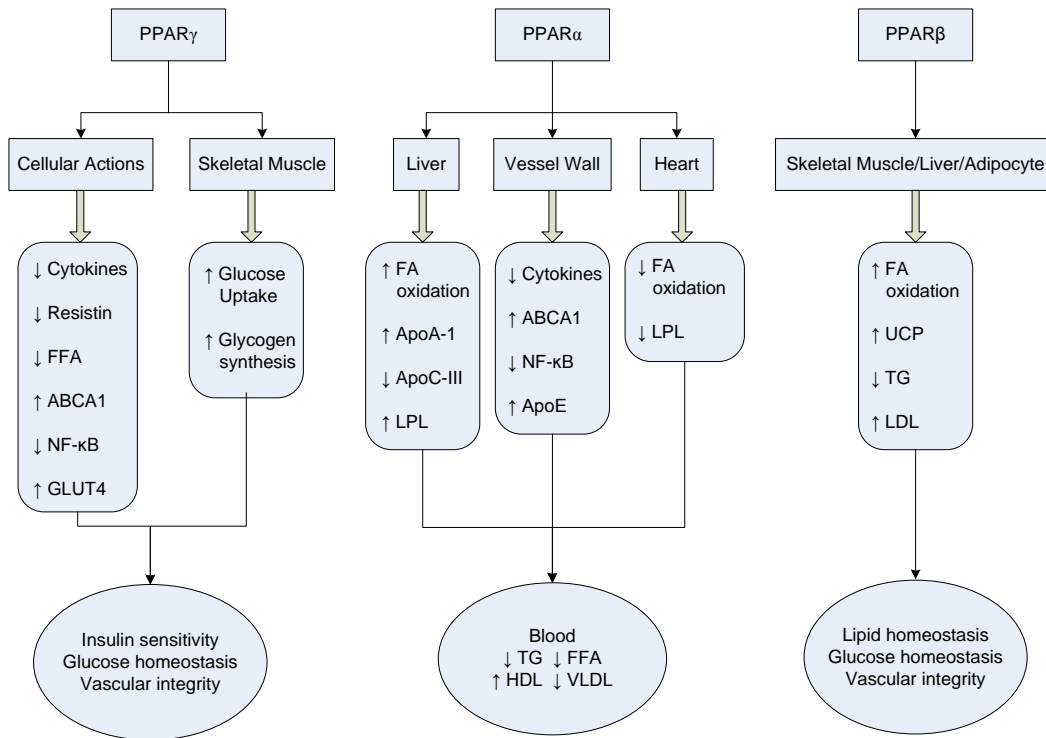 PPARγ
PPARα
PPARβ
Cellular Actions
Skeletal Muscle
Liver
Vessel Wall
Heart
Skeletal Muscle/Liver/Adipocyte
↓ Cytokines
↓ Resistin
↓ FFA
↑ ABCA1
↓ NF-κB
↑ GLUT4
↑ Glucose
Uptake
↑ Glycogen
synthesis
↑ FA
oxidation
↑ ApoA-1
↓ ApoC-III
↑ LPL
↓ Cytokines
↑ ABCA1
↓ NF-κB
↑ ApoE
↓ FA
oxidation
↓ LPL
↑ FA
oxidation
↑ UCP
↓ TG
↑ LDL
Insulin sensitivity
Glucose homeostasis
Vascular integrity
Blood
↓ TG ↓ FFA
↑ HDL ↓ VLDL
Lipid homeostasis
Glucose homeostasis
Vascular integrity